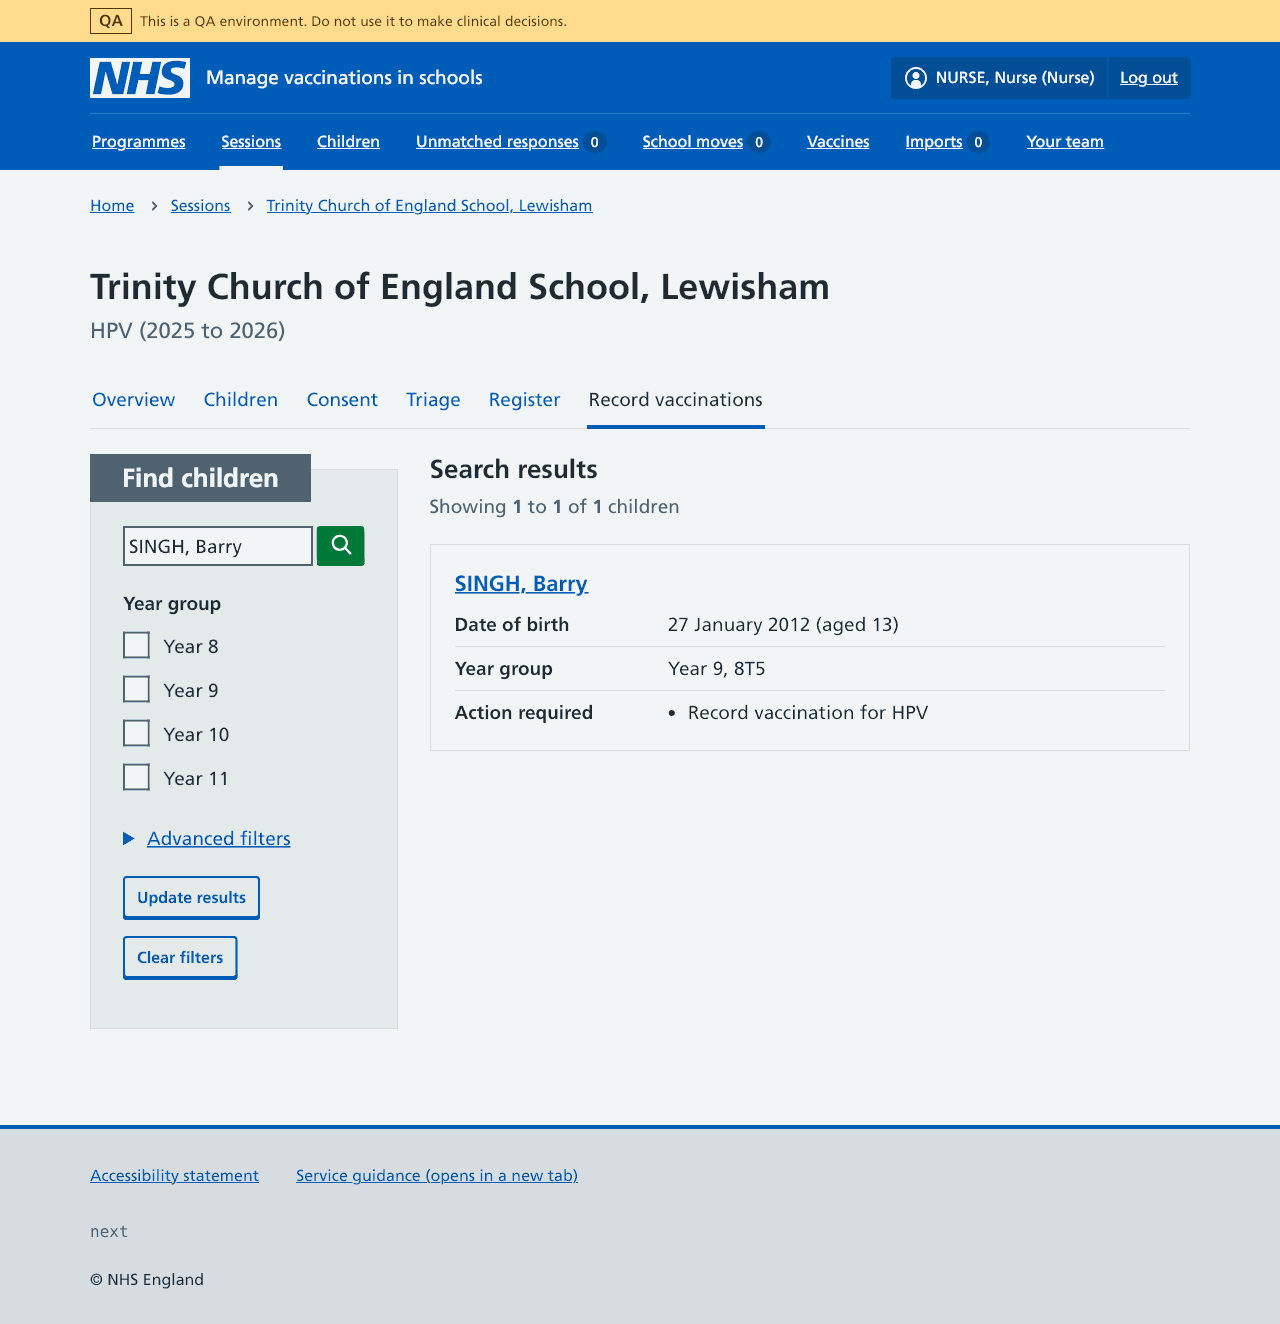 QA This is a QA environment. Do not use it to make clinical decisions.
NHS Manage vaccinations in schools NURSE, Nurse (Nurse) Log out
Programmes Sessions Children Unmatched responses 0 School moves 0 Vaccines Imports 0 Your team
Home Sessions Trinity Church of England School, Lewisham
Trinity Church of England School, Lewisham
HPV (2025 to 2026)
Overview Children Consent Triage Register Record vaccinations
Find children
SINGH, Barry
Year group
Year 8
Year 9
Year 10
Year 11
Advanced filters
Update results
Clear filters
Search results
Showing 1 to 1 of 1 children
SINGH, Barry
Date of birth 27 January 2012 (aged 13)
Year group Year 9, 8T5
Action required • Record vaccination for HPV
Accessibility statement Service guidance (opens in a new tab)
next
© NHS England